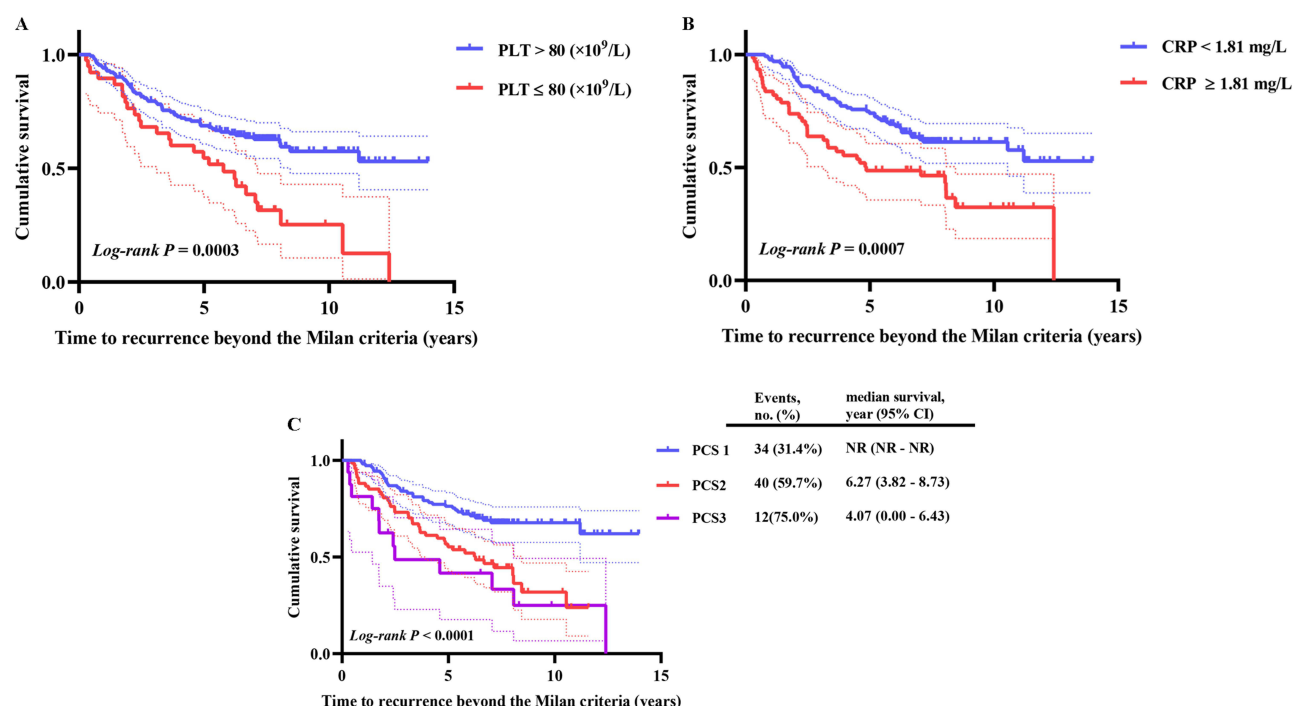 A
PLT > 80 (×10⁹/L)
PLT ≤ 80 (×10⁹/L)
1.0
0.5
0.0
Cumulative survival
Log-rank P = 0.0003
0 5 10 15
Time to recurrence beyond the Milan criteria (years)
B
CRP < 1.81 mg/L
CRP ≥ 1.81 mg/L
1.0
0.5
0.0
Cumulative survival
Log-rank P = 0.0007
0 5 10 15
Time to recurrence beyond the Milan criteria (years)
C
Events, median survival,
no. (%) year (95% CI)
PCS 1 34 (31.4%) NR (NR - NR)
PCS2 40 (59.7%) 6.27 (3.82 - 8.73)
PCS3 12(75.0%) 4.07 (0.00 - 6.43)
1.0
0.5
0.0
Cumulative survival
Log-rank P < 0.0001
0 5 10 15
Time to recurrence beyond the Milan criteria (years)